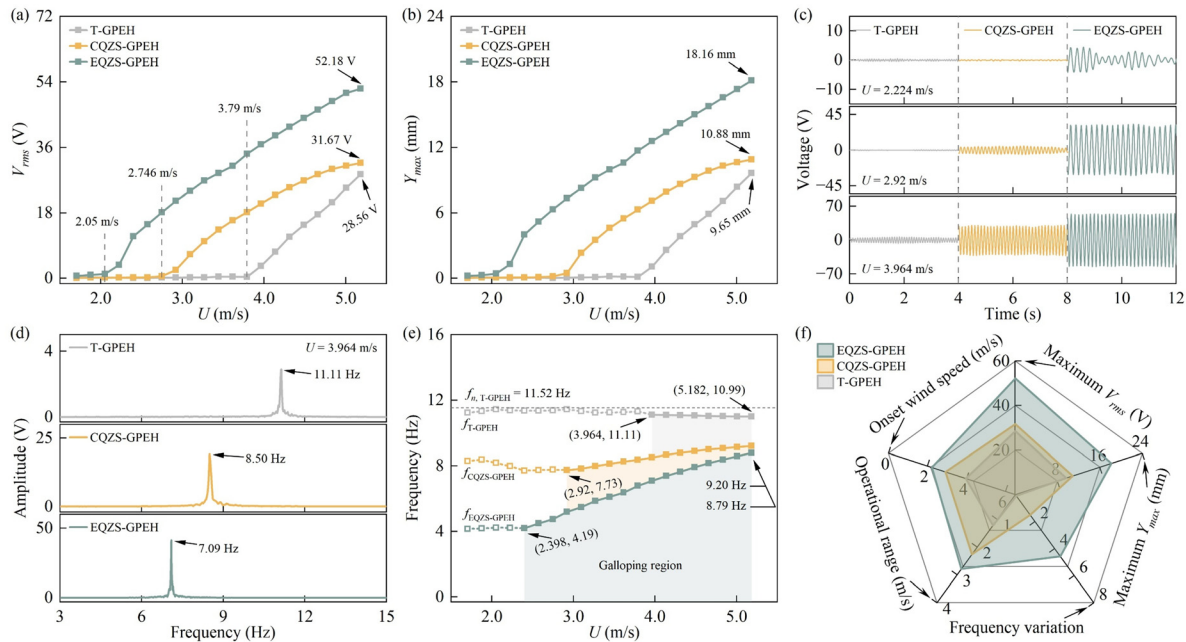 (a)
72
54
36
18
0
V_rms (V)
T-GPEH
CQZS-GPEH
EQZS-GPEH
52.18 V
3.79 m/s
31.67 V
2.746 m/s
2.05 m/s
28.56 V
2.0 3.0 4.0 5.0
U (m/s)
(b)
24
18
12
6
0
Y_max (mm)
T-GPEH
CQZS-GPEH
EQZS-GPEH
18.16 mm
10.88 mm
9.65 mm
2.0 3.0 4.0 5.0
U (m/s)
(c)
T-GPEH CQZS-GPEH EQZS-GPEH
10
0
−10
U = 2.224 m/s
Voltage (V)
45
0
−45
U = 2.92 m/s
70
0
−70
U = 3.964 m/s
0 2 4 6 8 10 12
Time (s)
(d)
Amplitude (V)
4
0
T-GPEH
U = 3.964 m/s
11.11 Hz
25
0
CQZS-GPEH
8.50 Hz
50
0
EQZS-GPEH
7.09 Hz
3 6 9 12 15
Frequency (Hz)
(e)
16
12
8
4
0
Frequency (Hz)
f_n, T-GPEH = 11.52 Hz
(5.182, 10.99)
f_T-GPEH
(3.964, 11.11)
f_CQZS-GPEH
(2.92, 7.73)
9.20 Hz
8.79 Hz
f_EQZS-GPEH
(2.398, 4.19)
Galloping region
2.0 3.0 4.0 5.0
U (m/s)
(f)
EQZS-GPEH
CQZS-GPEH
T-GPEH
Onset wind speed (m/s)
0
2
4
6
Maximum V_rms (V)
60
40
20
Maximum Y_max (mm)
24
16
8
Frequency variation
8
6
4
2
Operational range (m/s)
4
3
2
1